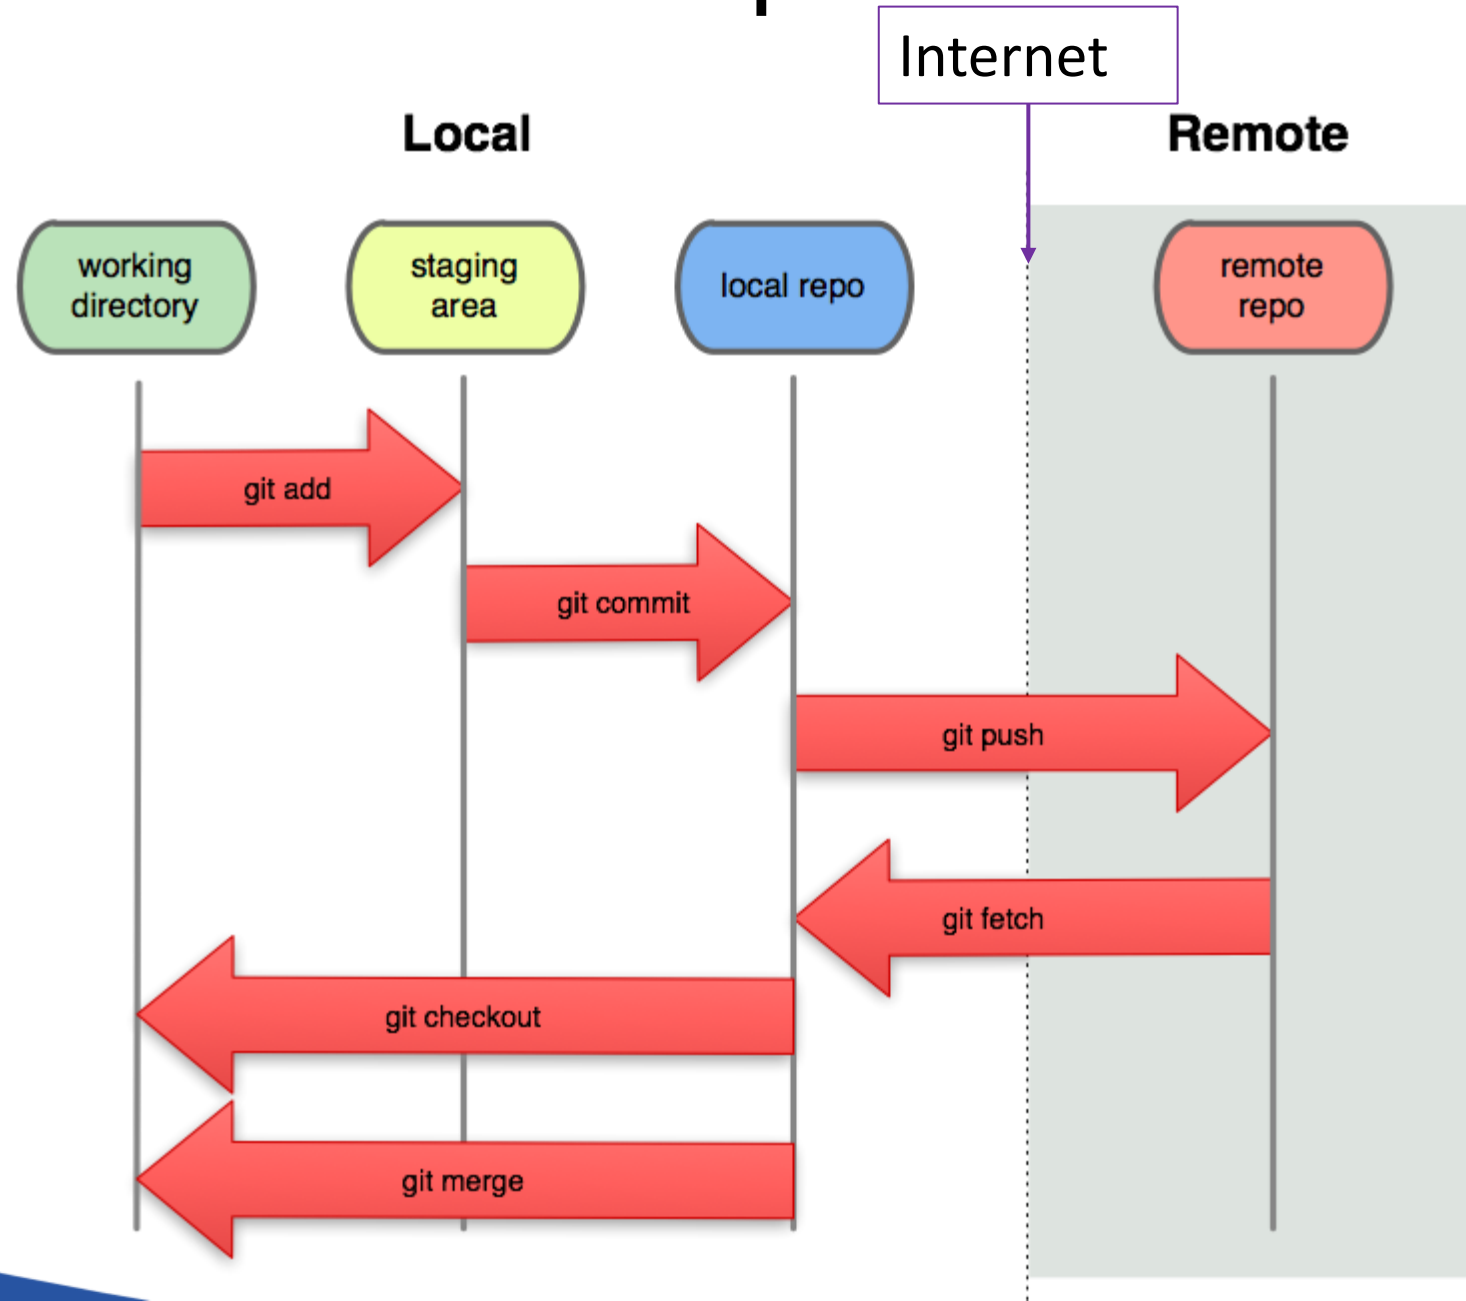 Internet
Local
Remote
working
directory
staging
area
local repo
remote
repo
git add
git commit
git push
git fetch
git checkout
git merge